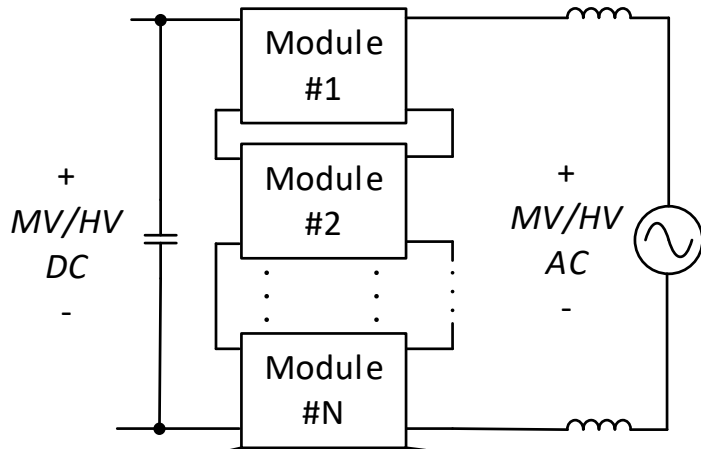 Module
#1
+
MV/HV
DC
-
Module
#2
+
MV/HV
AC
-
Module
#N